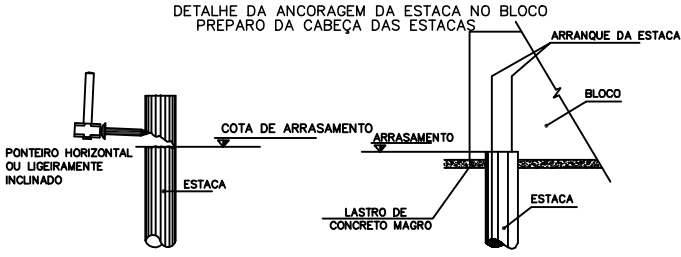 DETALHE DA ANCORAGEM DA ESTACA NO BLOCO
PREPARO DA CABEÇA DAS ESTACAS
ARRANQUE DA ESTACA
BLOCO
COTA DE ARRASAMENTO
ARRASAMENTO
PONTEIRO HORIZONTAL
OU LIGEIRAMENTE
INCLINADO
ESTACA
ESTACA
LASTRO DE
CONCRETO MAGRO